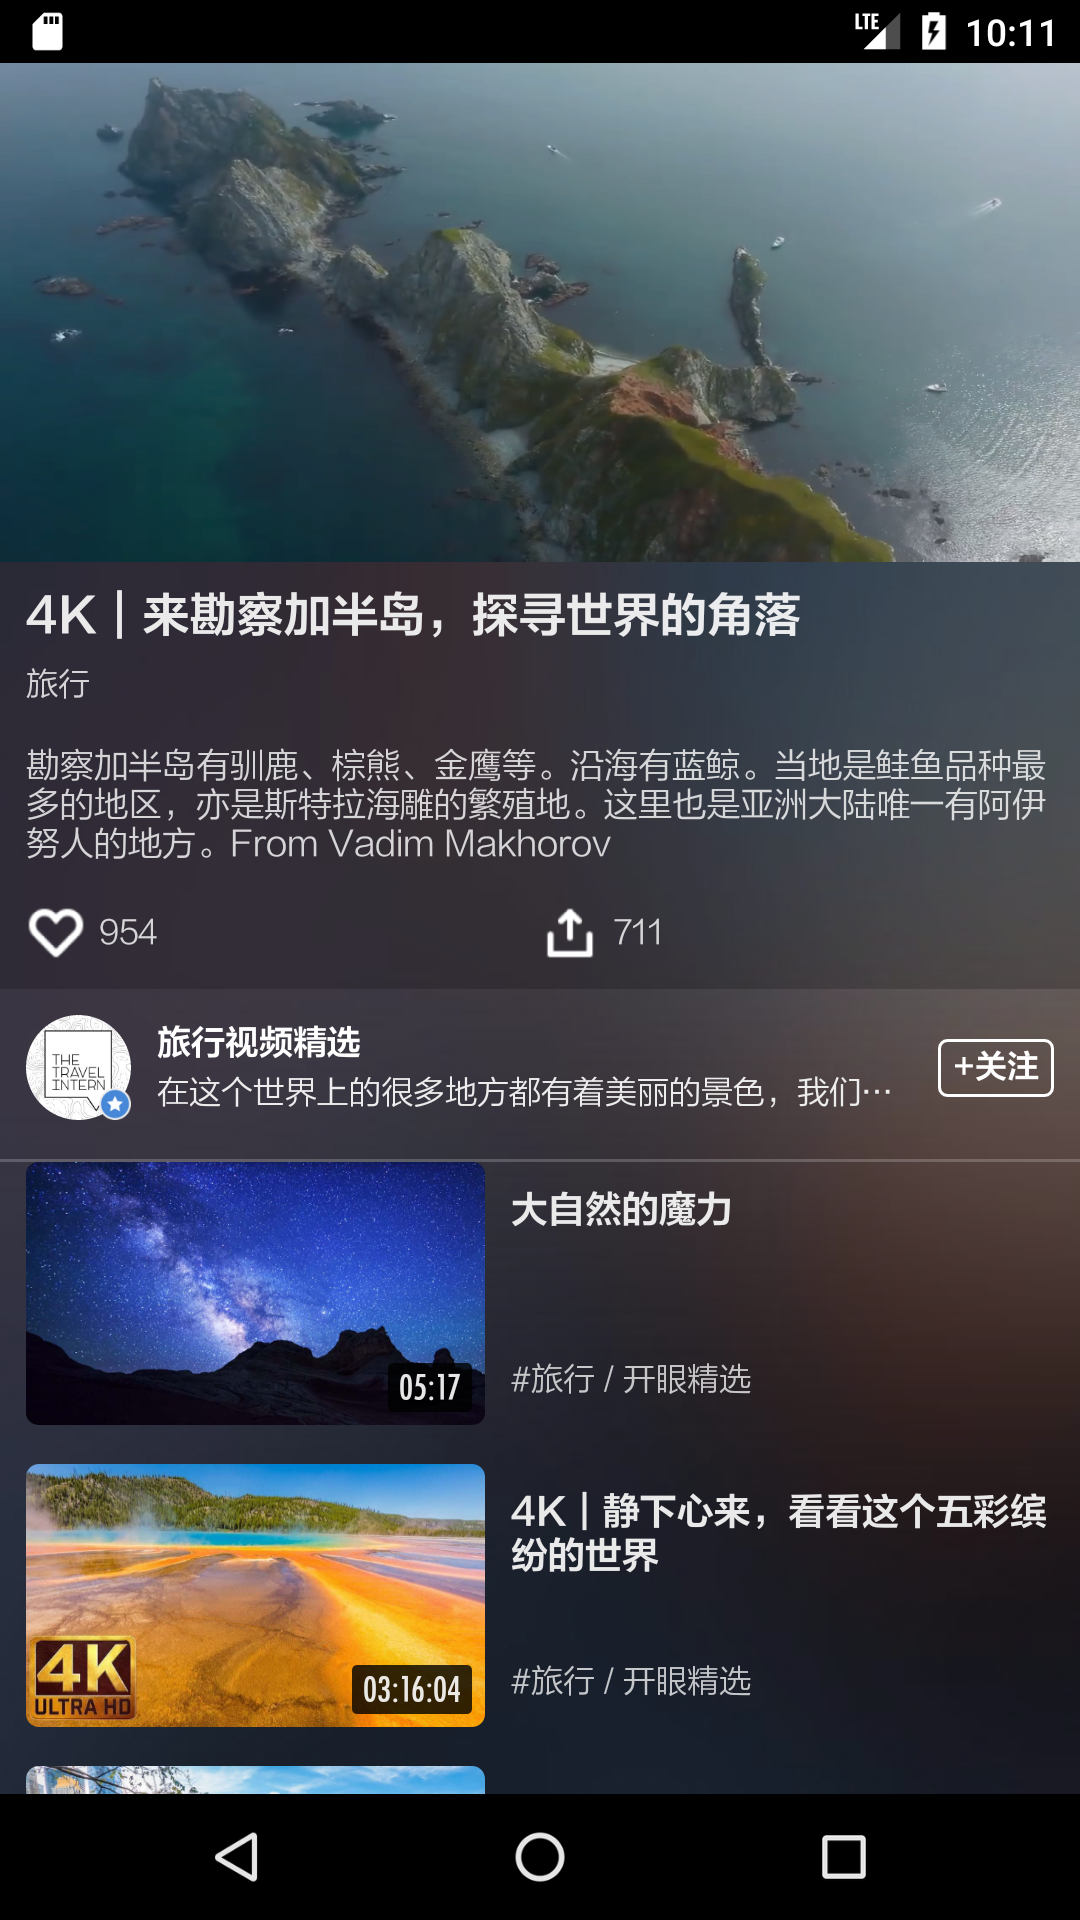 LTE 10:11
4K｜来勘察加半岛，探寻世界的角落
旅行
勘察加半岛有驯鹿、棕熊、金鹰等。沿海有蓝鲸。当地是鲑鱼品种最
多的地区，亦是斯特拉海雕的繁殖地。这里也是亚洲大陆唯一有阿伊
努人的地方。From Vadim Makhorov
954
711
THE
TRAVEL
INTERN
旅行视频精选
在这个世界上的很多地方都有着美丽的景色，我们…
+关注
大自然的魔力
05:17
#旅行 / 开眼精选
4K｜静下心来，看看这个五彩缤
纷的世界
4K
ULTRA HD
03:16:04
#旅行 / 开眼精选